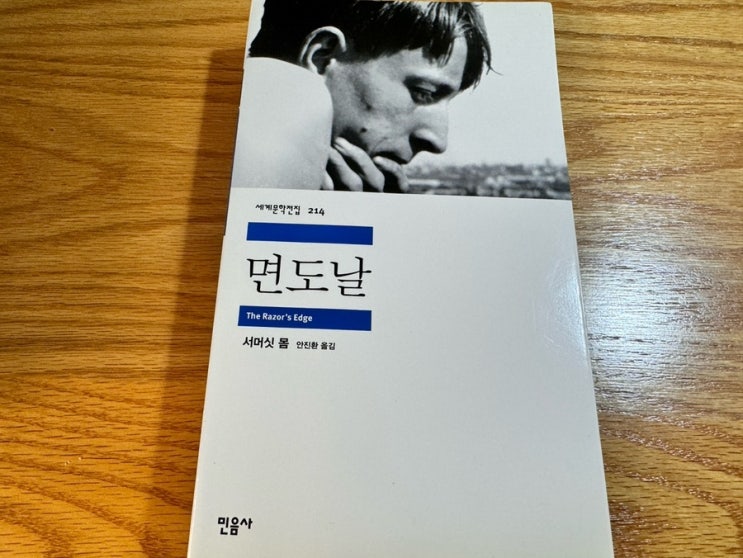 세계문학전집 214
면도날
The Razor's Edge
서머싯 몸 안진환 옮김
민음사